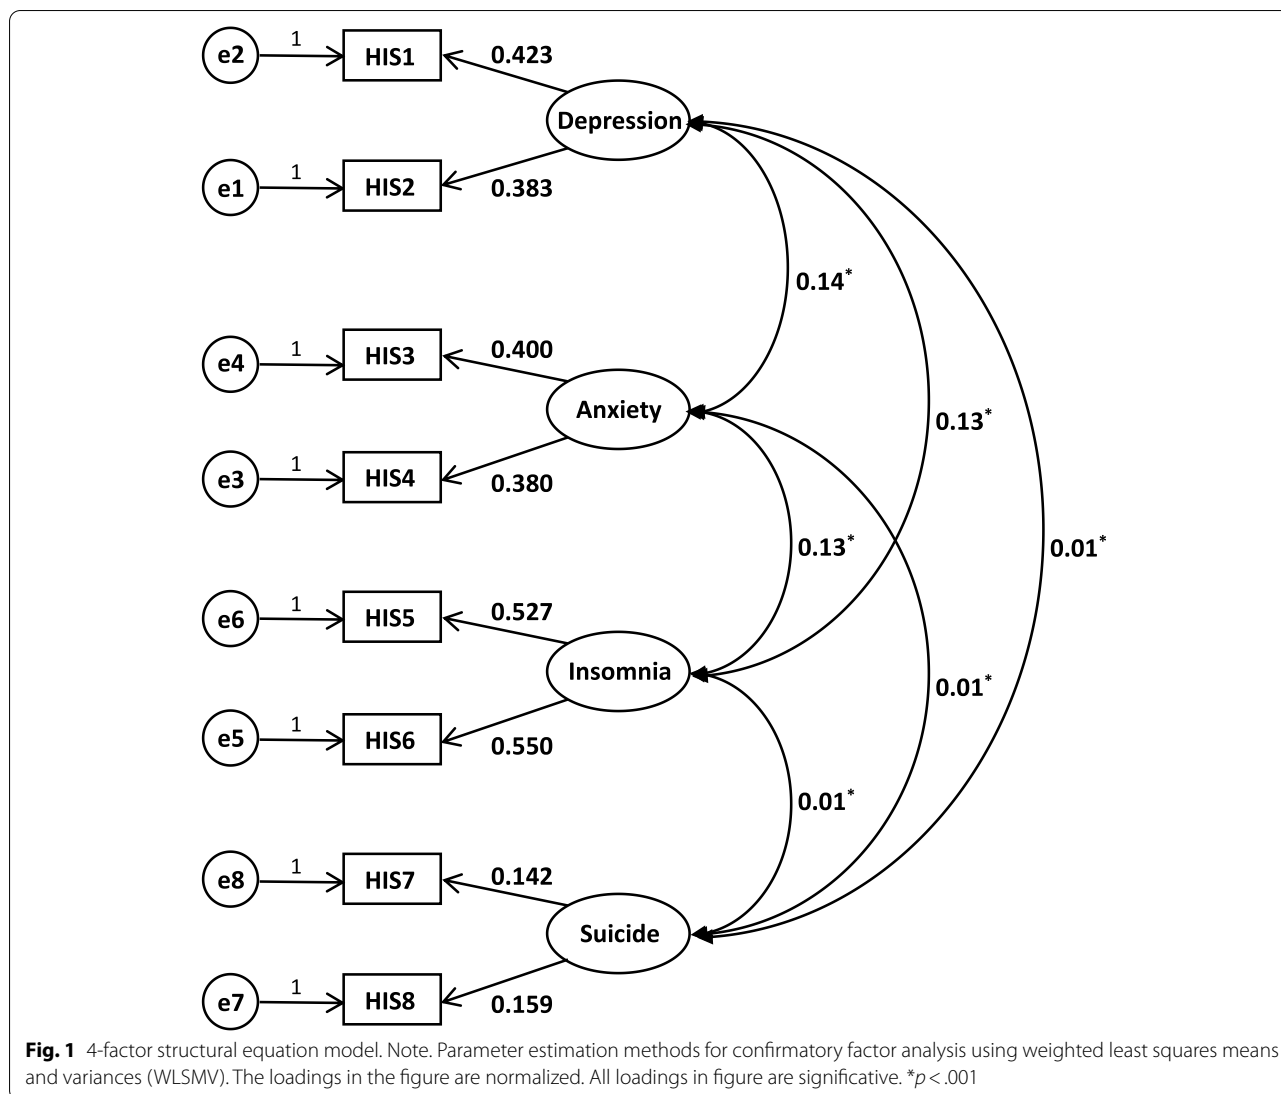 e2 1 HIS1 0.423
Depression
e1 1 HIS2 0.383
0.14*
e4 1 HIS3 0.400
Anxiety
0.13*
e3 1 HIS4 0.380
0.13*
0.01*
e6 1 HIS5 0.527
Insomnia
0.01*
e5 1 HIS6 0.550
0.01*
e8 1 HIS7 0.142
Suicide
e7 1 HIS8 0.159
Fig. 1 4-factor structural equation model. Note. Parameter estimation methods for confirmatory factor analysis using weighted least squares means
and variances (WLSMV). The loadings in the figure are normalized. All loadings in figure are significative. *p < .001